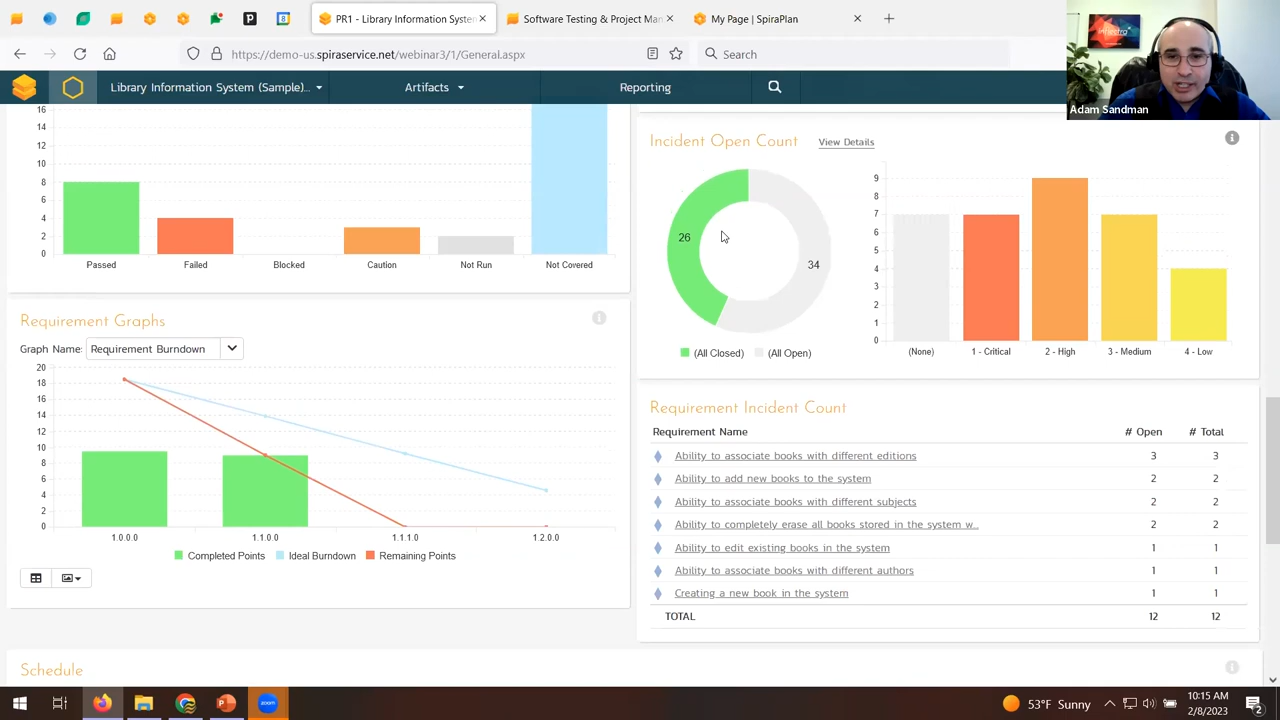 PR1 - Library Information System
Software Testing & Project Man
My Page | SpiraPlan
https://demo-us.spiraservice.net/webinar3/1/General.aspx
Search
inflectra
Adam Sandman
Library Information System (Sample)...
Artifacts
Reporting
16
14
12
10
8
6
4
2
0
Passed
Failed
Blocked
Caution
Not Run
Not Covered
Incident Open Count
View Details
26
34
(All Closed)
(All Open)
9
8
7
6
5
4
3
2
1
0
(None)
1 - Critical
2 - High
3 - Medium
4 - Low
Requirement Graphs
Graph Name:
Requirement Burndown
20
18
16
14
12
10
8
6
4
2
0
1.0.0.0
1.1.0.0
1.1.1.0
1.2.0.0
Completed Points
Ideal Burndown
Remaining Points
Requirement Incident Count
Requirement Name # Open # Total
Ability to associate books with different editions 3 3
Ability to add new books to the system 2 2
Ability to associate books with different subjects 2 2
Ability to completely erase all books stored in the system w... 2 2
Ability to edit existing books in the system 1 1
Ability to associate books with different authors 1 1
Creating a new book in the system 1 1
TOTAL 12 12
Schedule
53°F Sunny
10:15 AM
2/8/2023
2